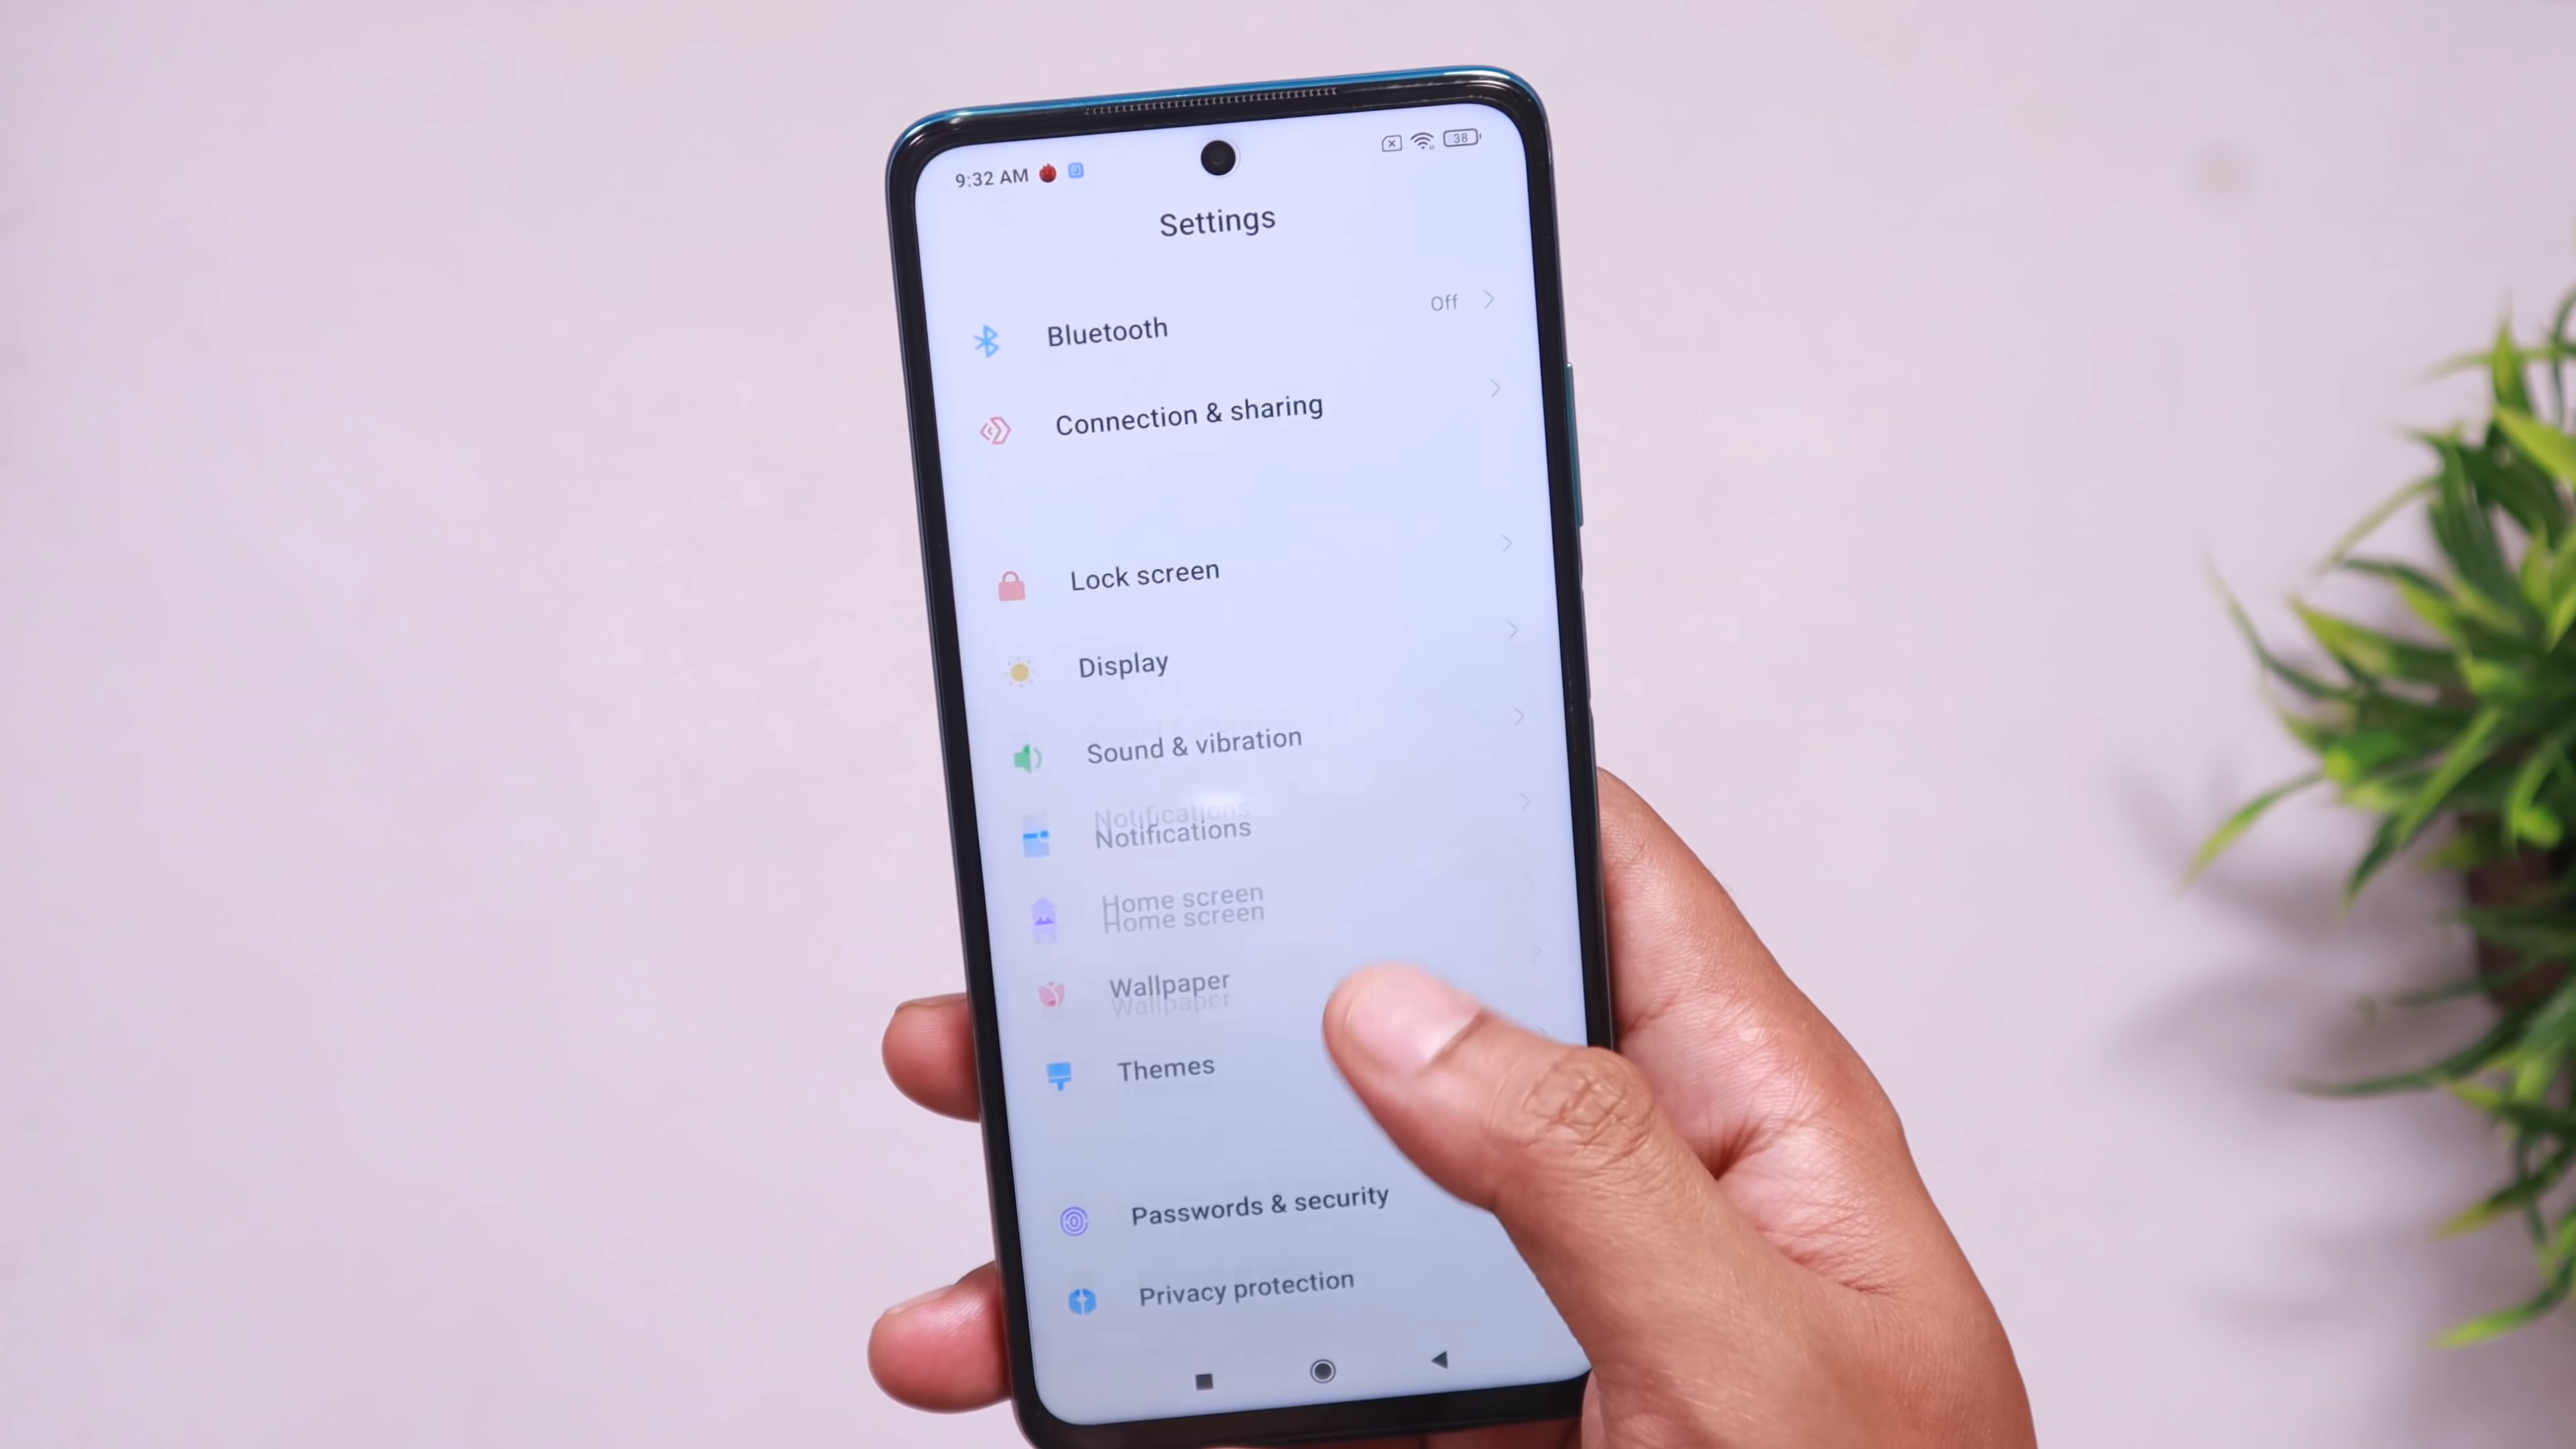 9:32 AM
38
Settings
Bluetooth Off
Connection & sharing
Lock screen
Display
Sound & vibration
Notifications
Home screen
Wallpaper
Themes
Passwords & security
Privacy protection